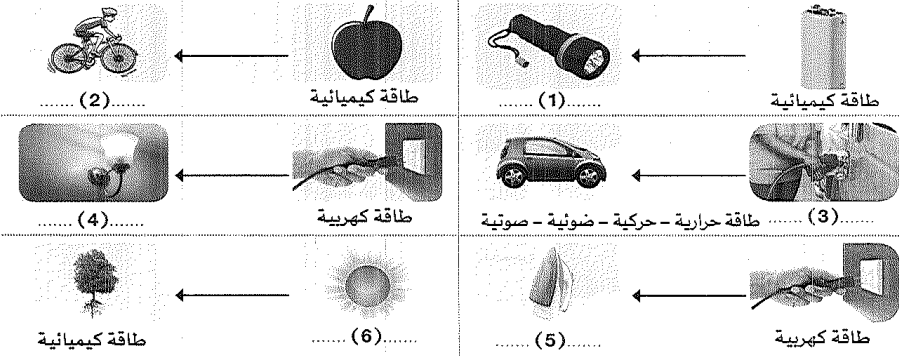 طاقة كيميائية
.......(1).......
طاقة كيميائية
.......(2).......
.......(3)....... طاقة حرارية – حركية – ضوئية – صوتية
طاقة كهربية
.......(4).......
طاقة كهربية
.......(5).......
.......(6).......
طاقة كيميائية